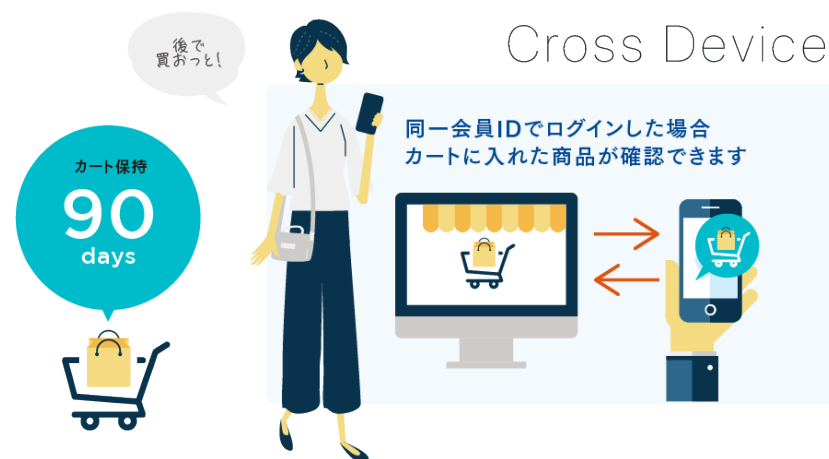 後で
買おっと!
Cross Device
同一会員IDでログインした場合
カートに入れた商品が確認できます
カート保持
90
days